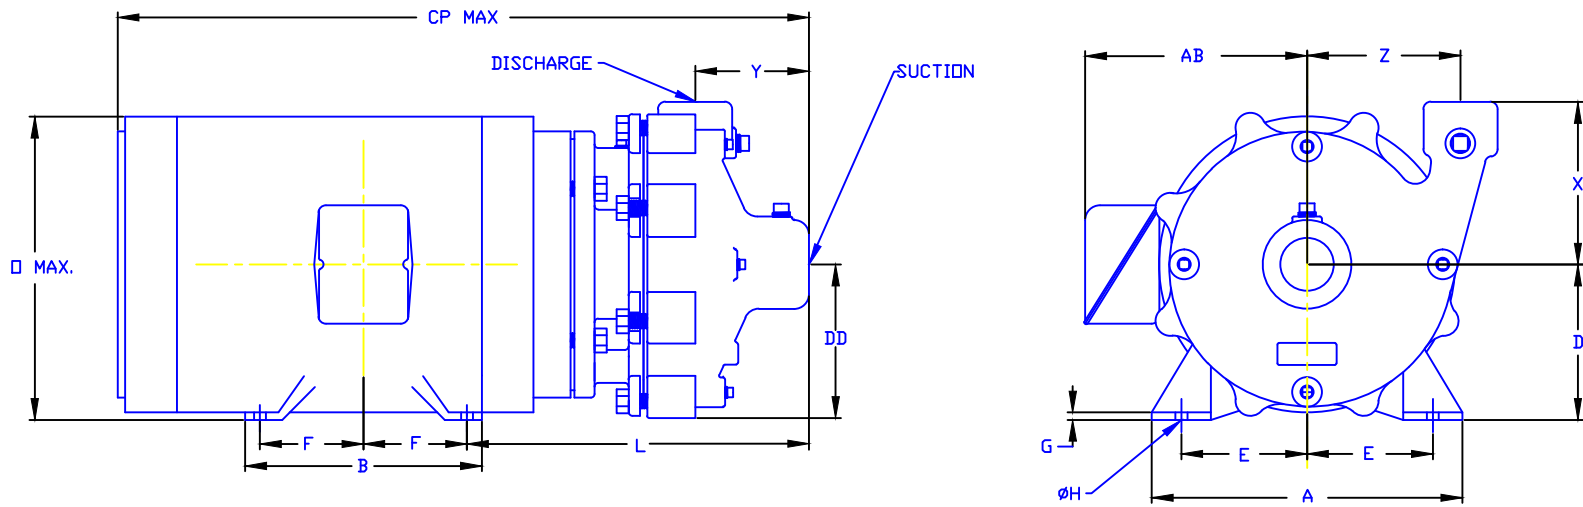 CP MAX
DISCHARGE
Y
SUCTION
AB
Z
X
O MAX.
DD
D
F
F
L
B
G
E
E
ØH
A